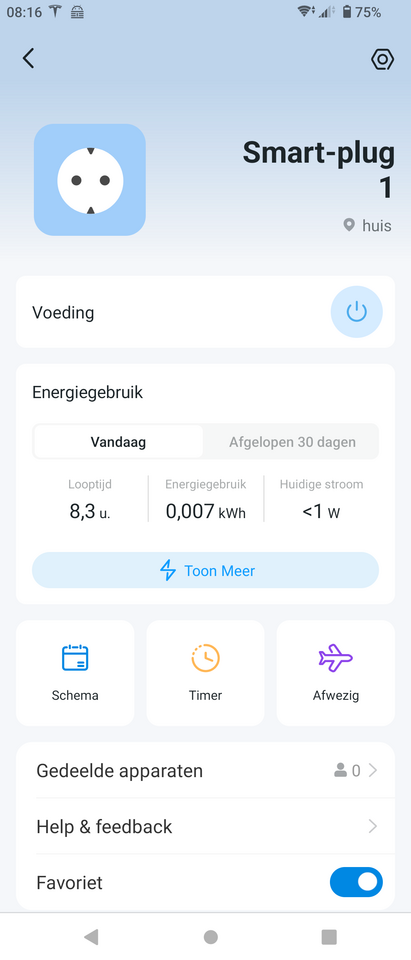 08:16 75%
Smart-plug
1
huis
Voeding
Energiegebruik
Vandaag Afgelopen 30 dagen
Looptijd Energiegebruik Huidige stroom
8,3 u. 0,007 kWh <1 W
Toon Meer
Schema Timer Afwezig
Gedeelde apparaten 0
Help & feedback
Favoriet